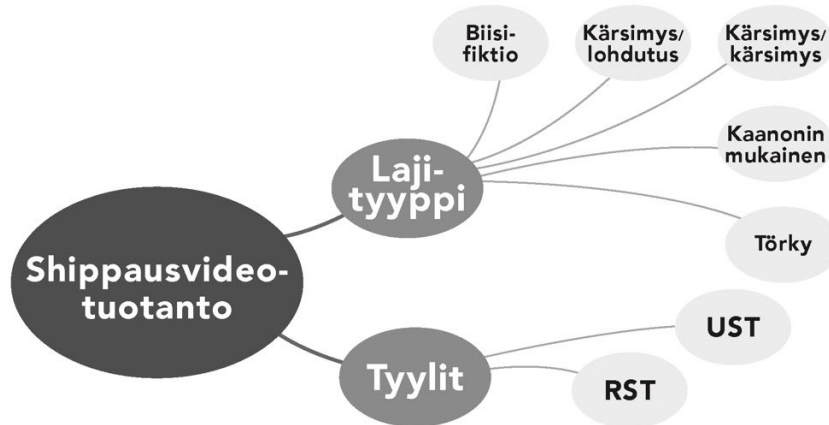 Biisi-
fiktio
Kärsimys/
lohdutus
Kärsimys/
kärsimys
Kaanonin
mukainen
Laji-
tyyppi
Törky
Shippausvideo-
tuotanto
UST
Tyylit
RST